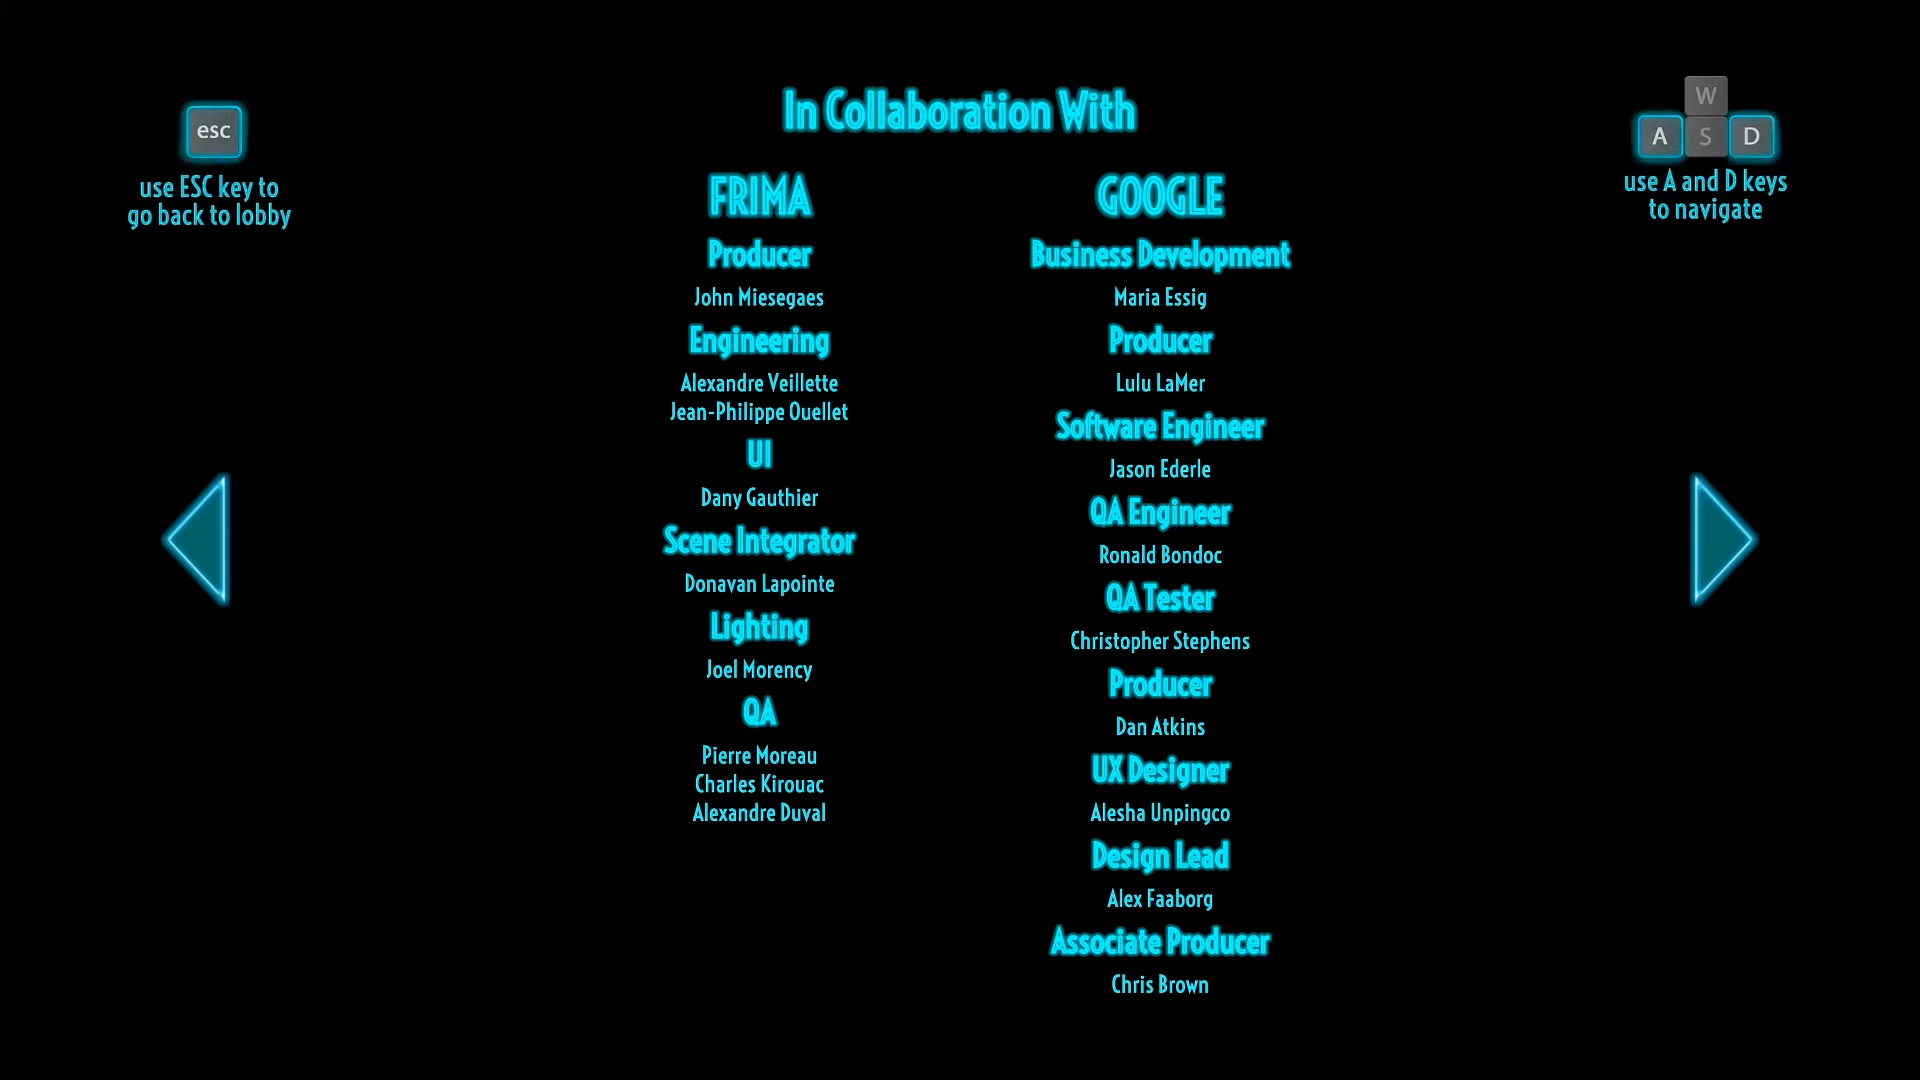 In Collaboration With
esc
use ESC key to
go back to lobby
W
A S D
use A and D keys
to navigate
FRIMA
Producer
John Miesegaes
Engineering
Alexandre Veillette
Jean-Philippe Ouellet
UI
Dany Gauthier
Scene Integrator
Donavan Lapointe
Lighting
Joel Morency
QA
Pierre Moreau
Charles Kirouac
Alexandre Duval
GOOGLE
Business Development
Maria Essig
Producer
Lulu LaMer
Software Engineer
Jason Ederle
QA Engineer
Ronald Bondoc
QA Tester
Christopher Stephens
Producer
Dan Atkins
UX Designer
Alesha Unpingco
Design Lead
Alex Faaborg
Associate Producer
Chris Brown